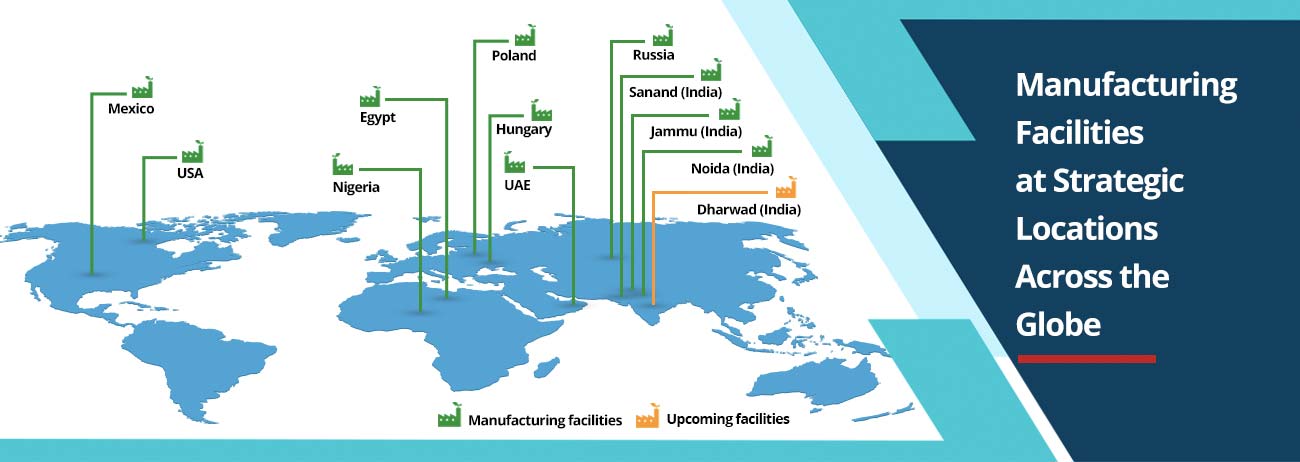 Poland
Russia
Mexico
Sanand (India)
Egypt
Hungary
Jammu (India)
USA
Noida (India)
Nigeria
UAE
Dharwad (India)
Manufacturing facilities
Upcoming facilities
Manufacturing
Facilities
at Strategic
Locations
Across the
Globe